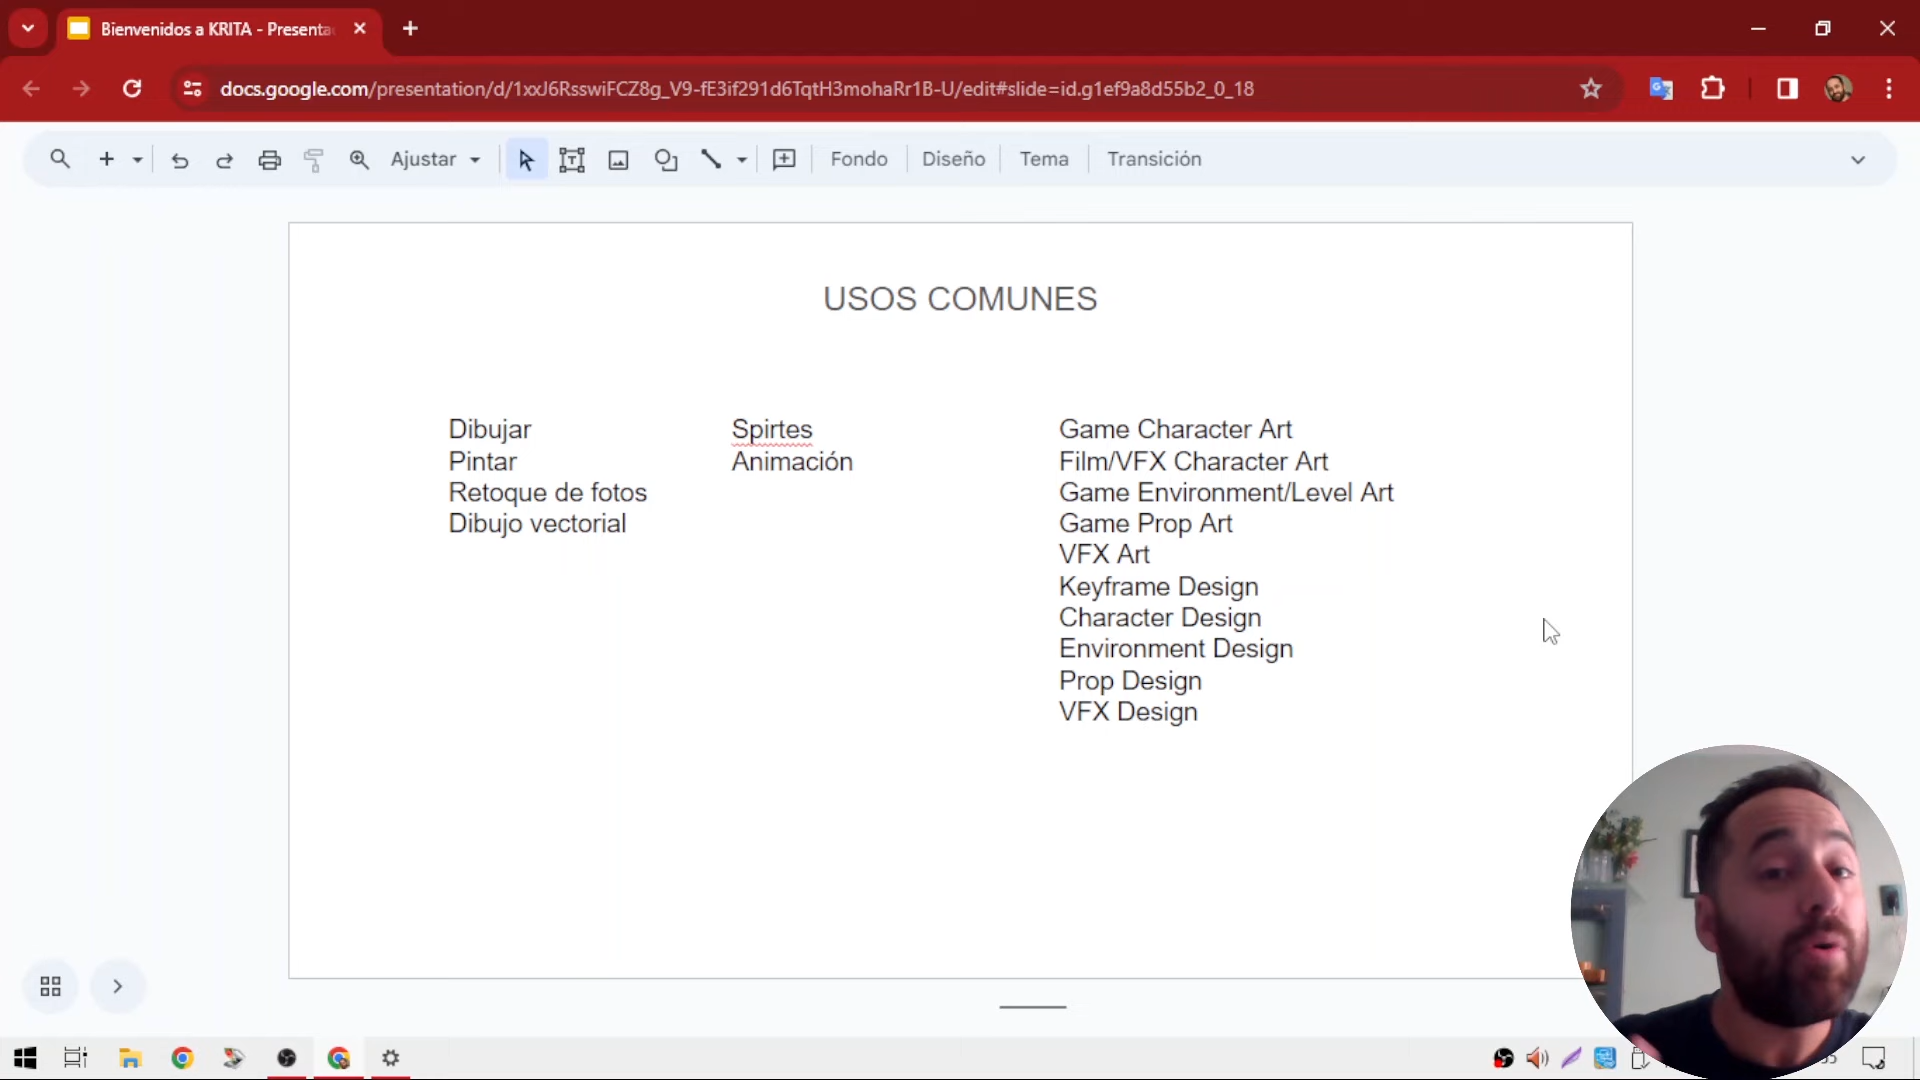 Bienvenidos a KRITA - Presenta
docs.google.com/presentation/d/1xxJ6RsswiFCZ8g_V9-fE3if291d6TqtH3mohaRr1B-U/edit#slide=id.g1ef9a8d55b2_0_18
Ajustar
Fondo
Diseño
Tema
Transición
USOS COMUNES
Dibujar
Pintar
Retoque de fotos
Dibujo vectorial
Spirtes
Animación
Game Character Art
Film/VFX Character Art
Game Environment/Level Art
Game Prop Art
VFX Art
Keyframe Design
Character Design
Environment Design
Prop Design
VFX Design